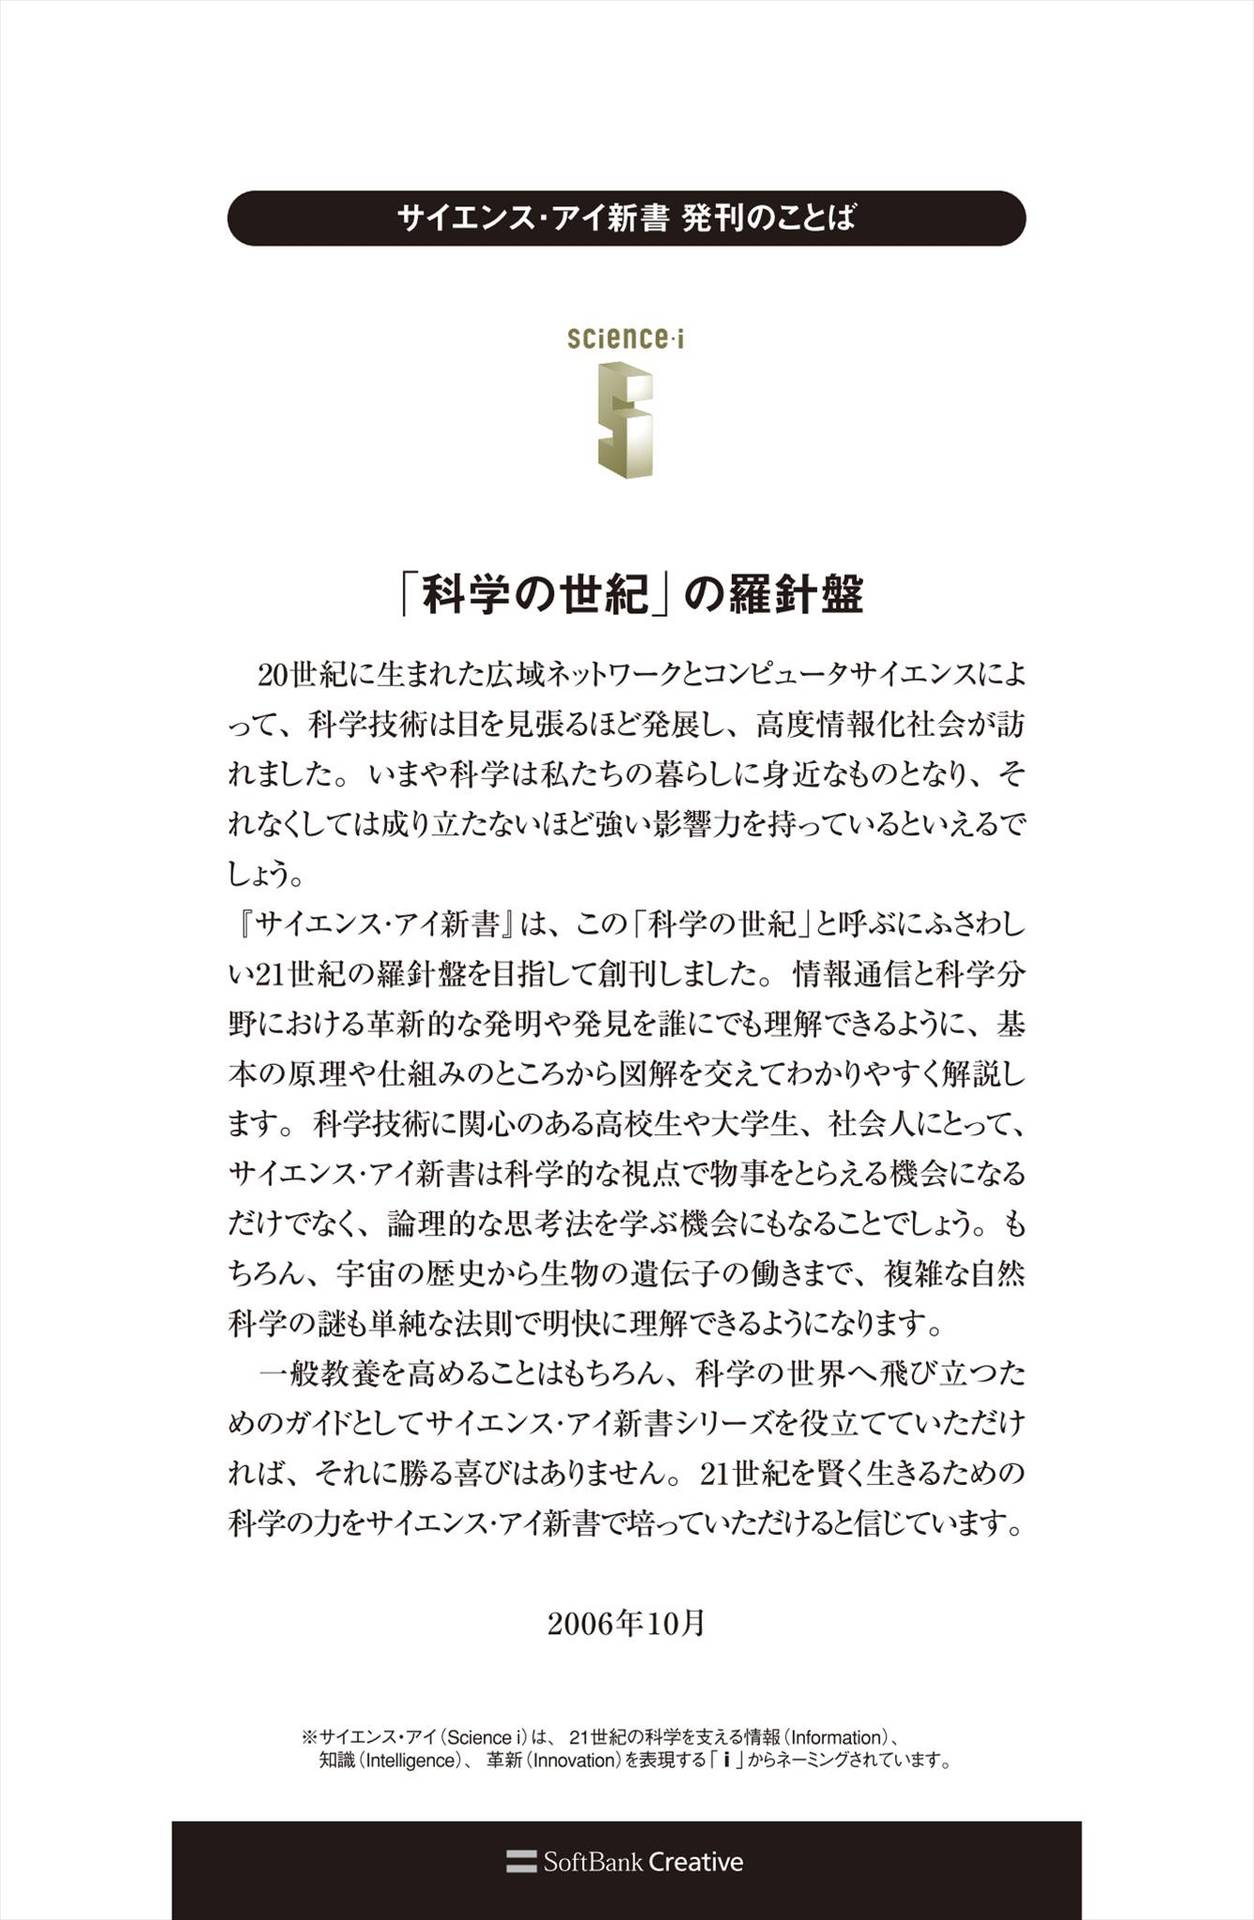 サイエンス・アイ新書 発刊のことば
science・i
「科学の世紀」の羅針盤
　20世紀に生まれた広域ネットワークとコンピュータサイエンスによ
って、科学技術は目を見張るほど発展し、高度情報化社会が訪
れました。いまや科学は私たちの暮らしに身近なものとなり、そ
れなくしては成り立たないほど強い影響力を持っているといえるで
しょう。
『サイエンス・アイ新書』は、この「科学の世紀」と呼ぶにふさわし
い21世紀の羅針盤を目指して創刊しました。情報通信と科学分
野における革新的な発明や発見を誰にでも理解できるように、基
本の原理や仕組みのところから図解を交えてわかりやすく解説し
ます。科学技術に関心のある高校生や大学生、社会人にとって、
サイエンス・アイ新書は科学的な視点で物事をとらえる機会になる
だけでなく、論理的な思考法を学ぶ機会にもなることでしょう。も
ちろん、宇宙の歴史から生物の遺伝子の働きまで、複雑な自然
科学の謎も単純な法則で明快に理解できるようになります。
　一般教養を高めることはもちろん、科学の世界へ飛び立つた
めのガイドとしてサイエンス・アイ新書シリーズを役立てていただけ
れば、それに勝る喜びはありません。21世紀を賢く生きるための
科学の力をサイエンス・アイ新書で培っていただけると信じています。
2006年10月
※サイエンス・アイ（Science i）は、21世紀の科学を支える情報（Information）、
知識（Intelligence）、革新（Innovation）を表現する「 i 」からネーミングされています。
SoftBank Creative